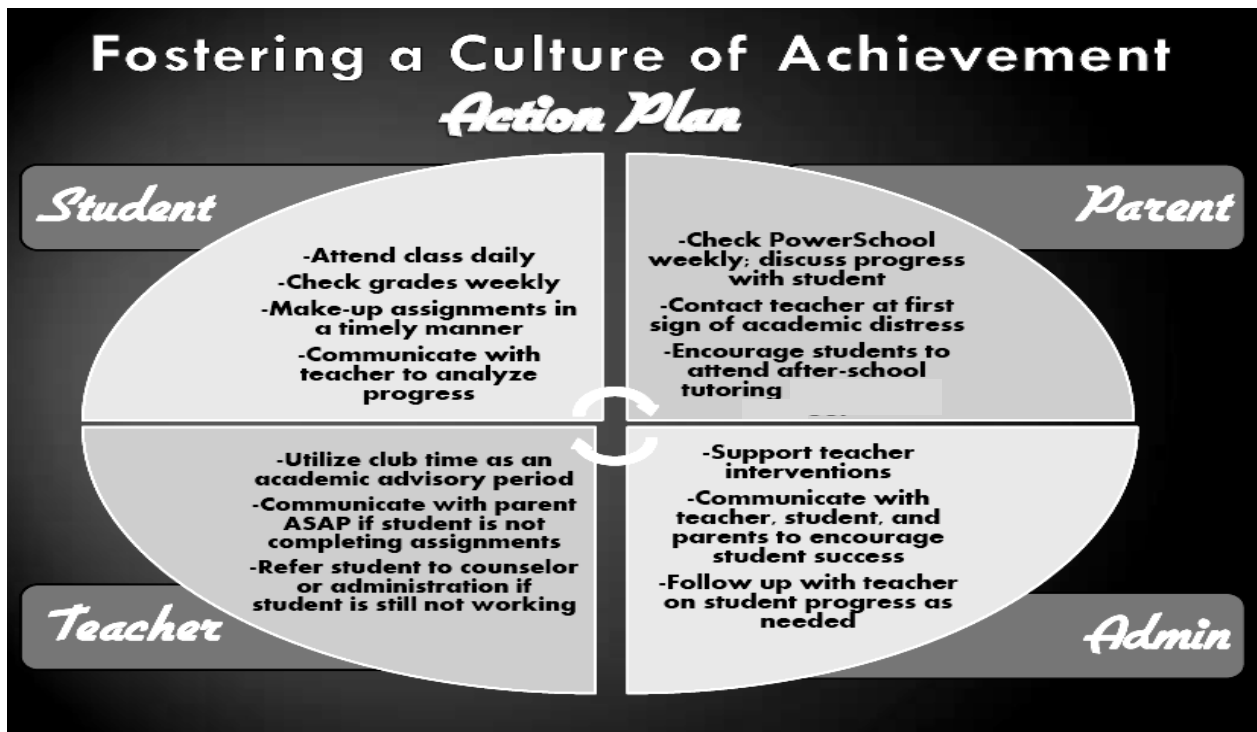 Fostering a Culture of Achievement
Action Plan
Student
-Attend class daily
-Check grades weekly
-Make-up assignments in
a timely manner
-Communicate with
teacher to analyze
progress
Parent
-Check PowerSchool
weekly; discuss progress
with student
-Contact teacher at first
sign of academic distress
-Encourage students to
attend after-school
tutoring
-Utilize club time as an
academic advisory period
-Communicate with parent
ASAP if student is not
completing assignments
-Refer student to counselor
or administration if
student is still not working
Teacher
-Support teacher
interventions
-Communicate with
teacher, student, and
parents to encourage
student success
-Follow up with teacher
on student progress as
needed
Admin